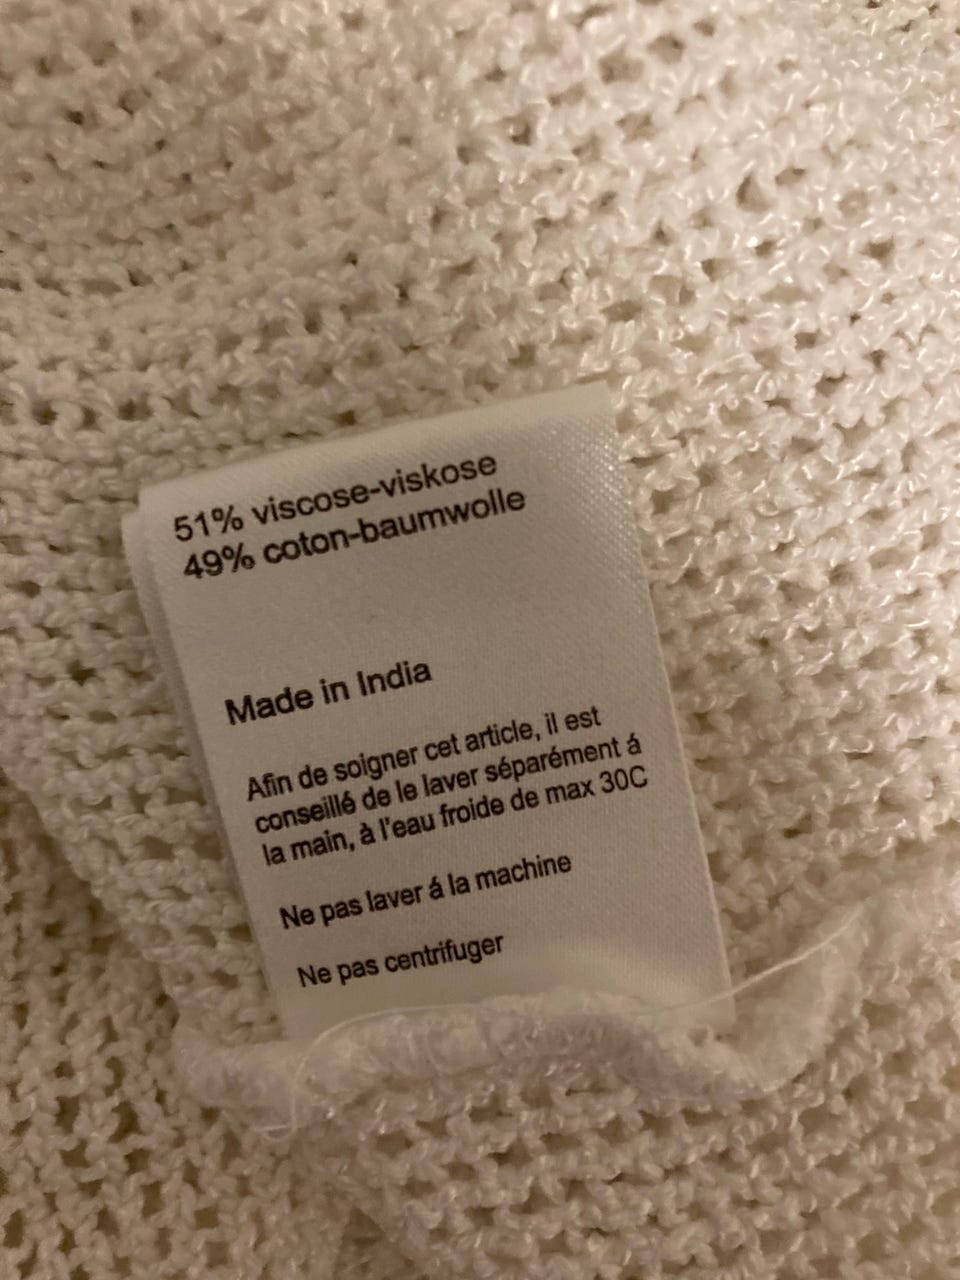 51% viscose-viskose
49% coton-baumwolle
Made in India
Afin de soigner cet article, il est
conseillé de le laver séparément á
la main, à l'eau froide de max 30C
Ne pas laver á la machine
Ne pas centrifuger